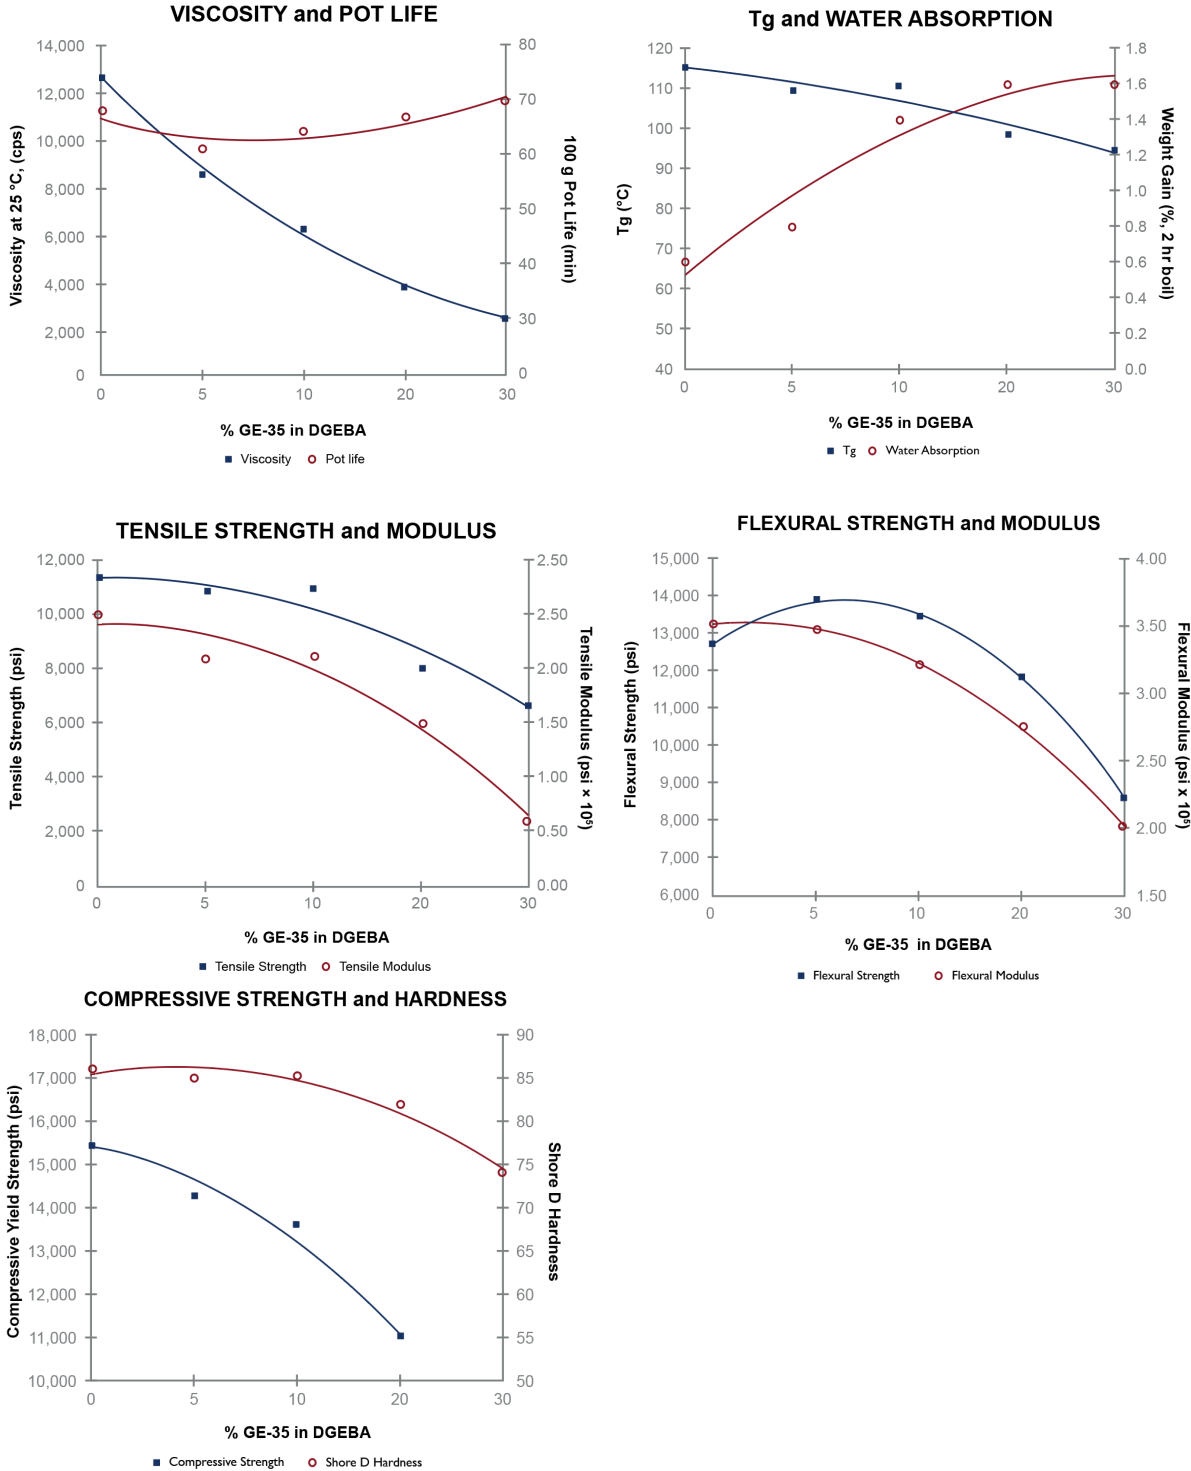 VISCOSITY and POT LIFE
14,000
12,000
10,000
8,000
6,000
4,000
2,000
0
Viscosity at 25 °C, (cps)
80
70
60
50
40
30
0
100 g Pot Life (min)
0 5 10 20 30
% GE-35 in DGEBA
Viscosity Pot life
Tg and WATER ABSORPTION
120
110
100
90
80
70
60
50
40
Tg (°C)
1.8
1.6
1.4
1.2
1.0
0.8
0.6
0.4
0.2
0.0
Weight Gain (%, 2 hr boil)
0 5 10 20 30
% GE-35 in DGEBA
Tg Water Absorption
TENSILE STRENGTH and MODULUS
12,000
10,000
8,000
6,000
4,000
2,000
0
Tensile Strength (psi)
2.50
2.50
2.00
1.50
1.00
0.50
0.00
Tensile Modulus (psi × 10⁵)
0 5 10 20 30
% GE-35 in DGEBA
Tensile Strength Tensile Modulus
FLEXURAL STRENGTH and MODULUS
15,000
14,000
13,000
12,000
11,000
10,000
9,000
8,000
7,000
6,000
Flexural Strength (psi)
4.00
3.50
3.00
2.50
2.00
1.50
Flexural Modulus (psi x 10⁵)
0 5 10 20 30
% GE-35 in DGEBA
Flexural Strength Flexural Modulus
COMPRESSIVE STRENGTH and HARDNESS
18,000
17,000
16,000
15,000
14,000
13,000
12,000
11,000
10,000
Compressive Yield Strength (psi)
90
85
80
75
70
65
60
55
50
Shore D Hardness
0 5 10 20 30
% GE-35 in DGEBA
Compressive Strength Shore D Hardness